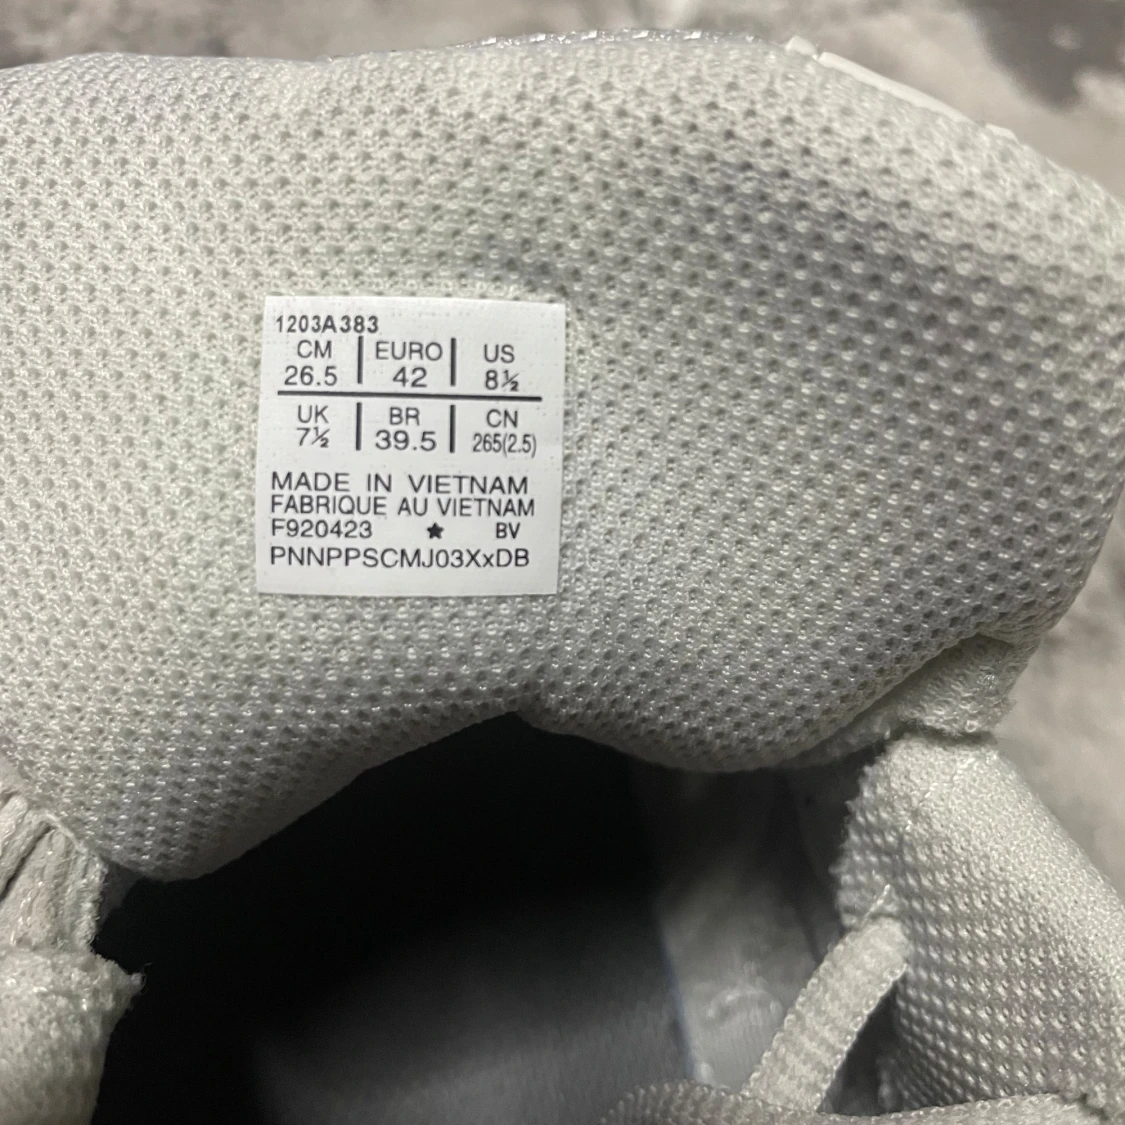 1203A383
CM | EURO | US
26.5 | 42 | 8½
UK | BR | CN
7½ | 39.5 | 265(2.5)
MADE IN VIETNAM
FABRIQUE AU VIETNAM
F920423 ★ BV
PNNPPSCMJ03XxDB